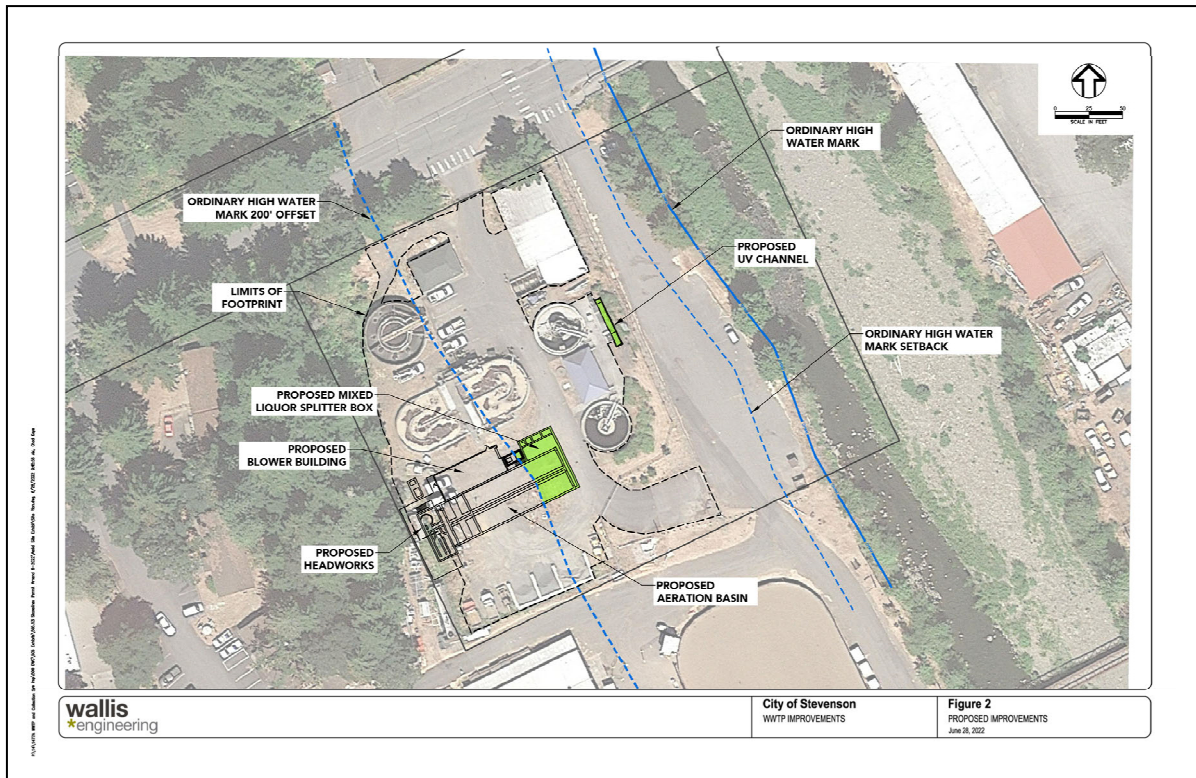 0 25 50
SCALE IN FEET
ORDINARY HIGH
WATER MARK
ORDINARY HIGH WATER
MARK 200' OFFSET
PROPOSED
UV CHANNEL
LIMITS OF
FOOTPRINT
ORDINARY HIGH WATER
MARK SETBACK
PROPOSED MIXED
LIQUOR SPLITTER BOX
PROPOSED
BLOWER BUILDING
PROPOSED
HEADWORKS
PROPOSED
AERATION BASIN
wallis
*engineering
City of Stevenson
WWTP IMPROVEMENTS
Figure 2
PROPOSED IMPROVEMENTS
June 28, 2022